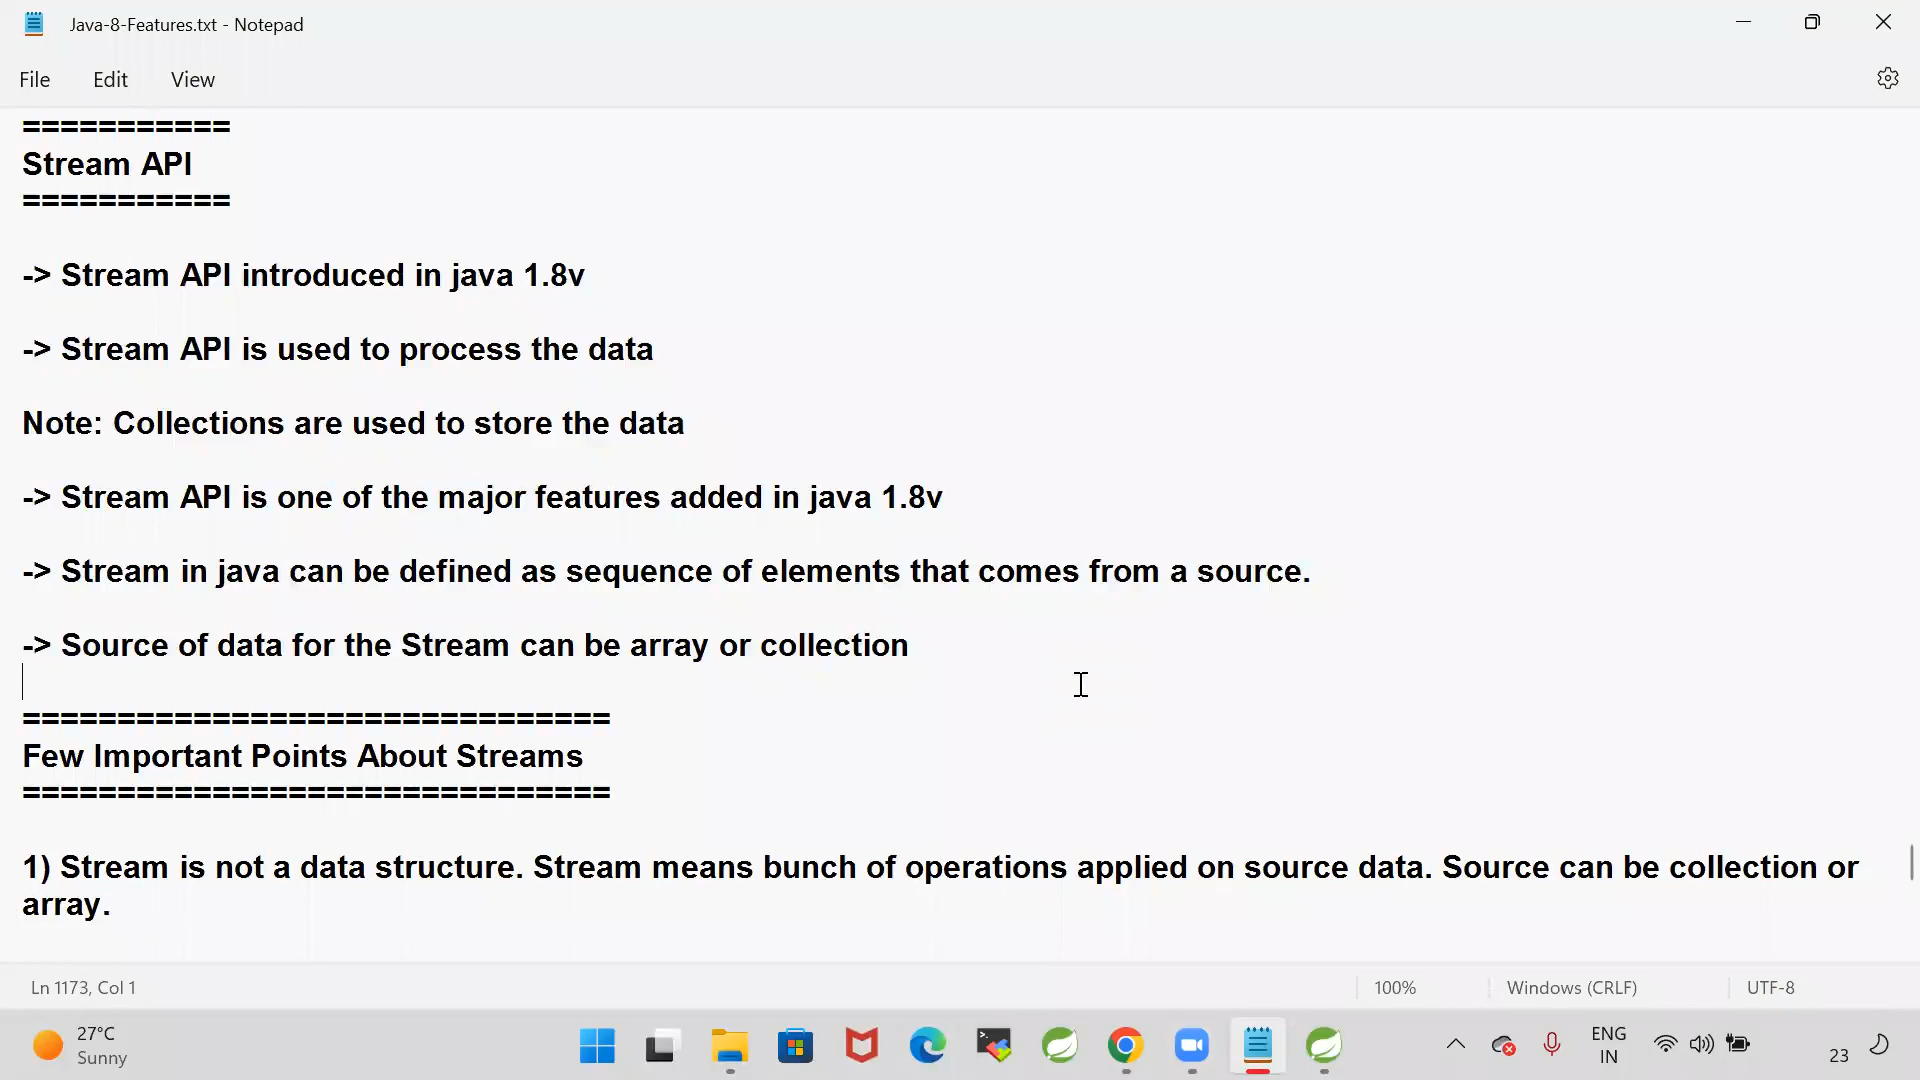 Java-8-Features.txt - Notepad
File Edit View
===========
Stream API
===========
-> Stream API introduced in java 1.8v
-> Stream API is used to process the data
Note: Collections are used to store the data
-> Stream API is one of the major features added in java 1.8v
-> Stream in java can be defined as sequence of elements that comes from a source.
-> Source of data for the Stream can be array or collection
===============================
Few Important Points About Streams
===============================
1) Stream is not a data structure. Stream means bunch of operations applied on source data. Source can be collection or
array.
Ln 1173, Col 1 100% Windows (CRLF) UTF-8
27°C
Sunny
ENG
IN
23